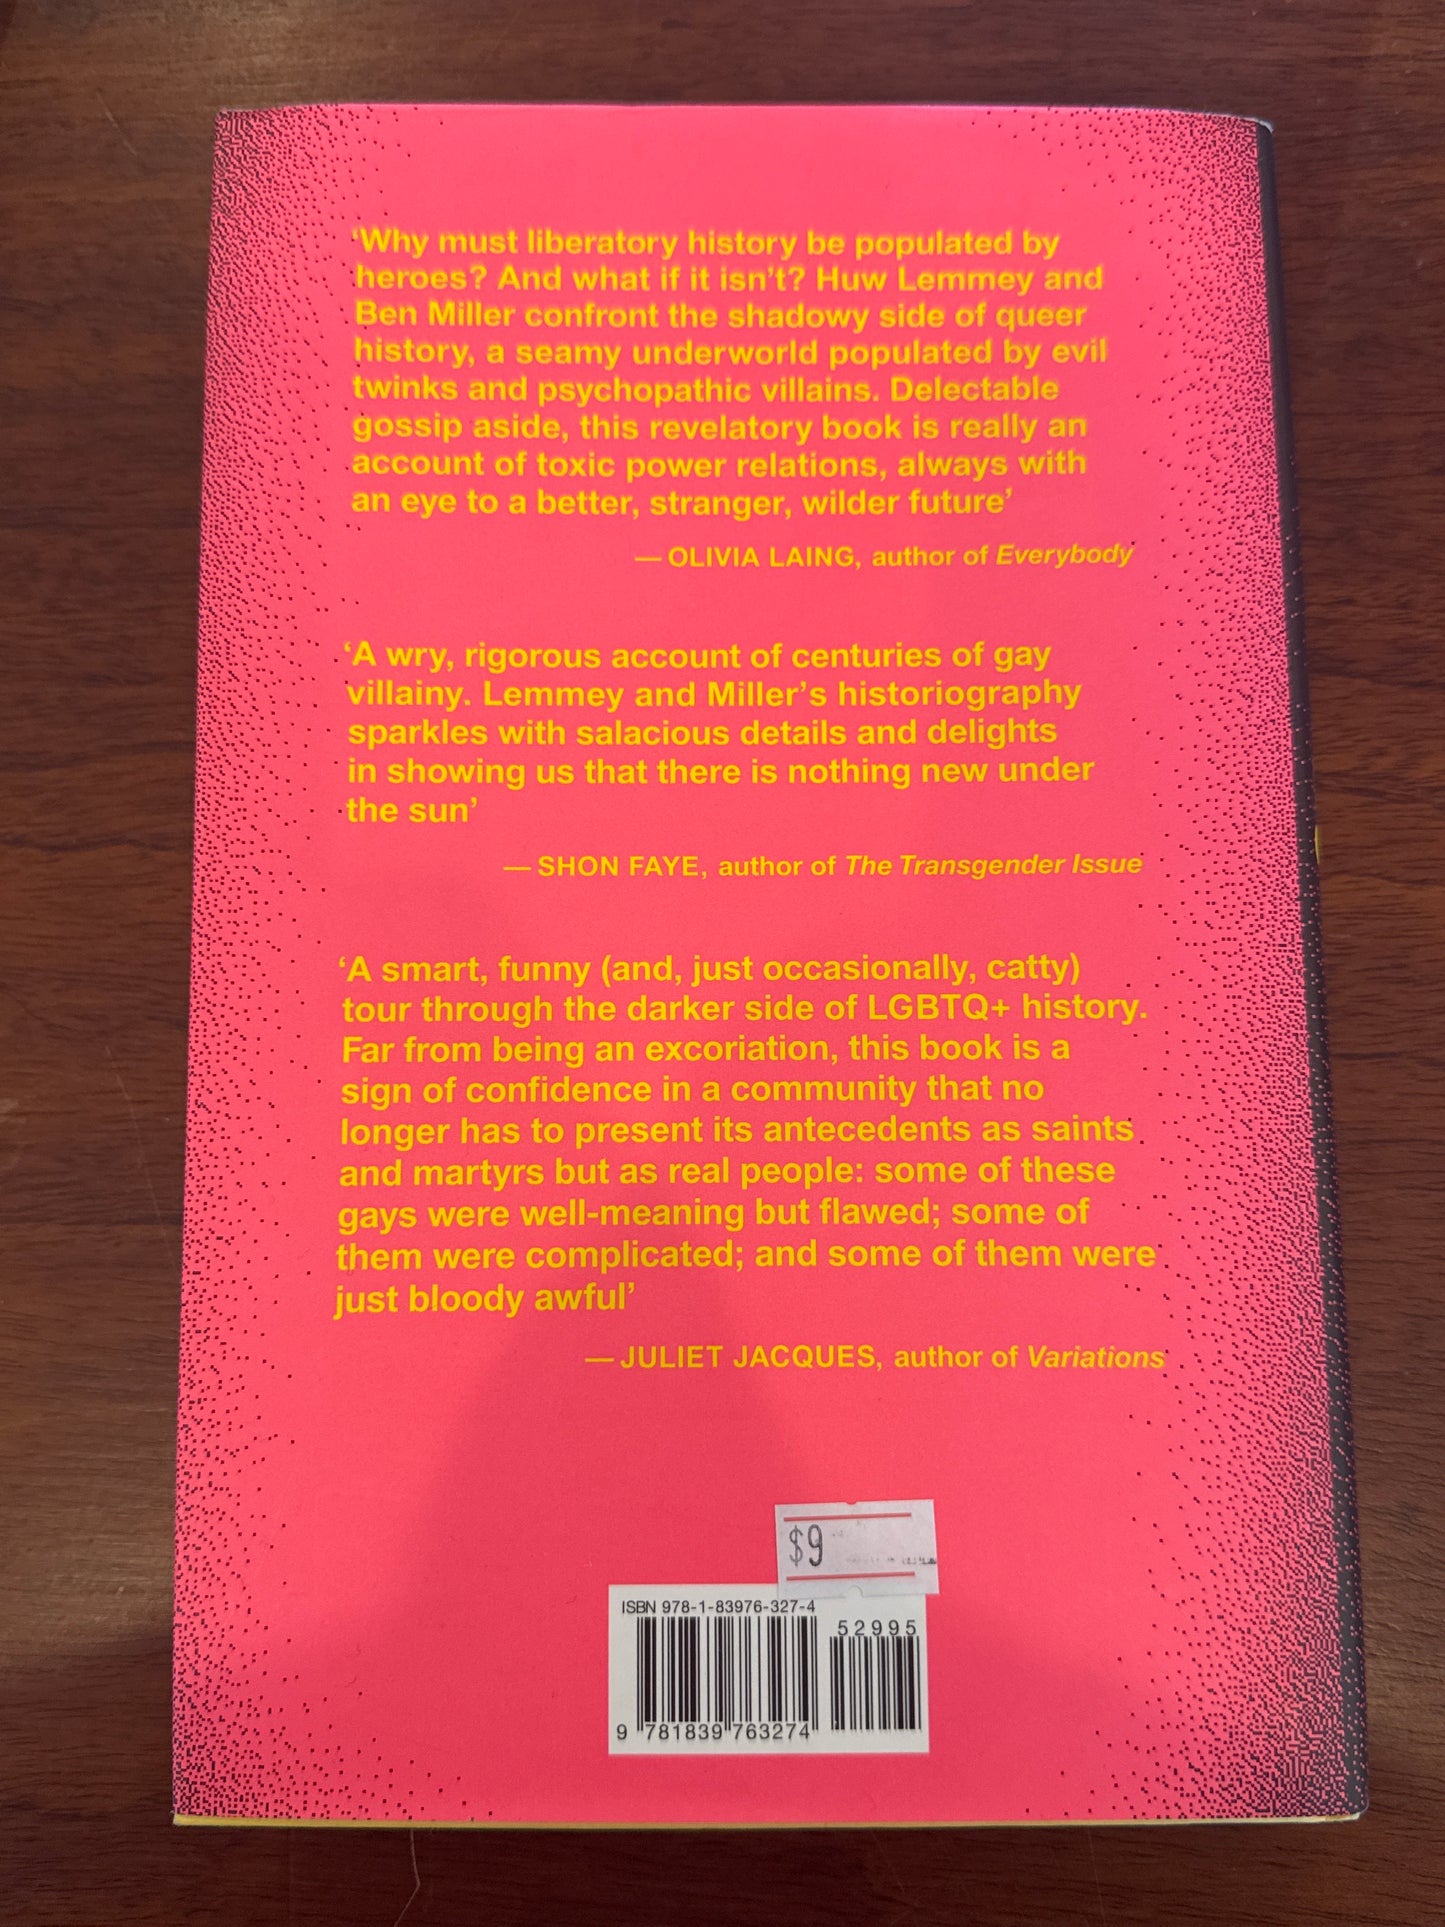 ‘Why must liberatory history be populated by
heroes? And what if it isn’t? Huw Lemmey and
Ben Miller confront the shadowy side of queer
history, a seamy underworld populated by evil
twinks and psychopathic villains. Delectable
gossip aside, this revelatory book is really an
account of toxic power relations, always with
an eye to a better, stranger, wilder future’
— OLIVIA LAING, author of Everybody
‘A wry, rigorous account of centuries of gay
villainy. Lemmey and Miller’s historiography
sparkles with salacious details and delights
in showing us that there is nothing new under
the sun’
— SHON FAYE, author of The Transgender Issue
‘A smart, funny (and, just occasionally, catty)
tour through the darker side of LGBTQ+ history.
Far from being an excoriation, this book is a
sign of confidence in a community that no
longer has to present its antecedents as saints
and martyrs but as real people: some of these
gays were well-meaning but flawed; some of
them were complicated; and some of them were
just bloody awful’
— JULIET JACQUES, author of Variations
$9
ISBN 978-1-83976-327-4
52995
9 781839 763274